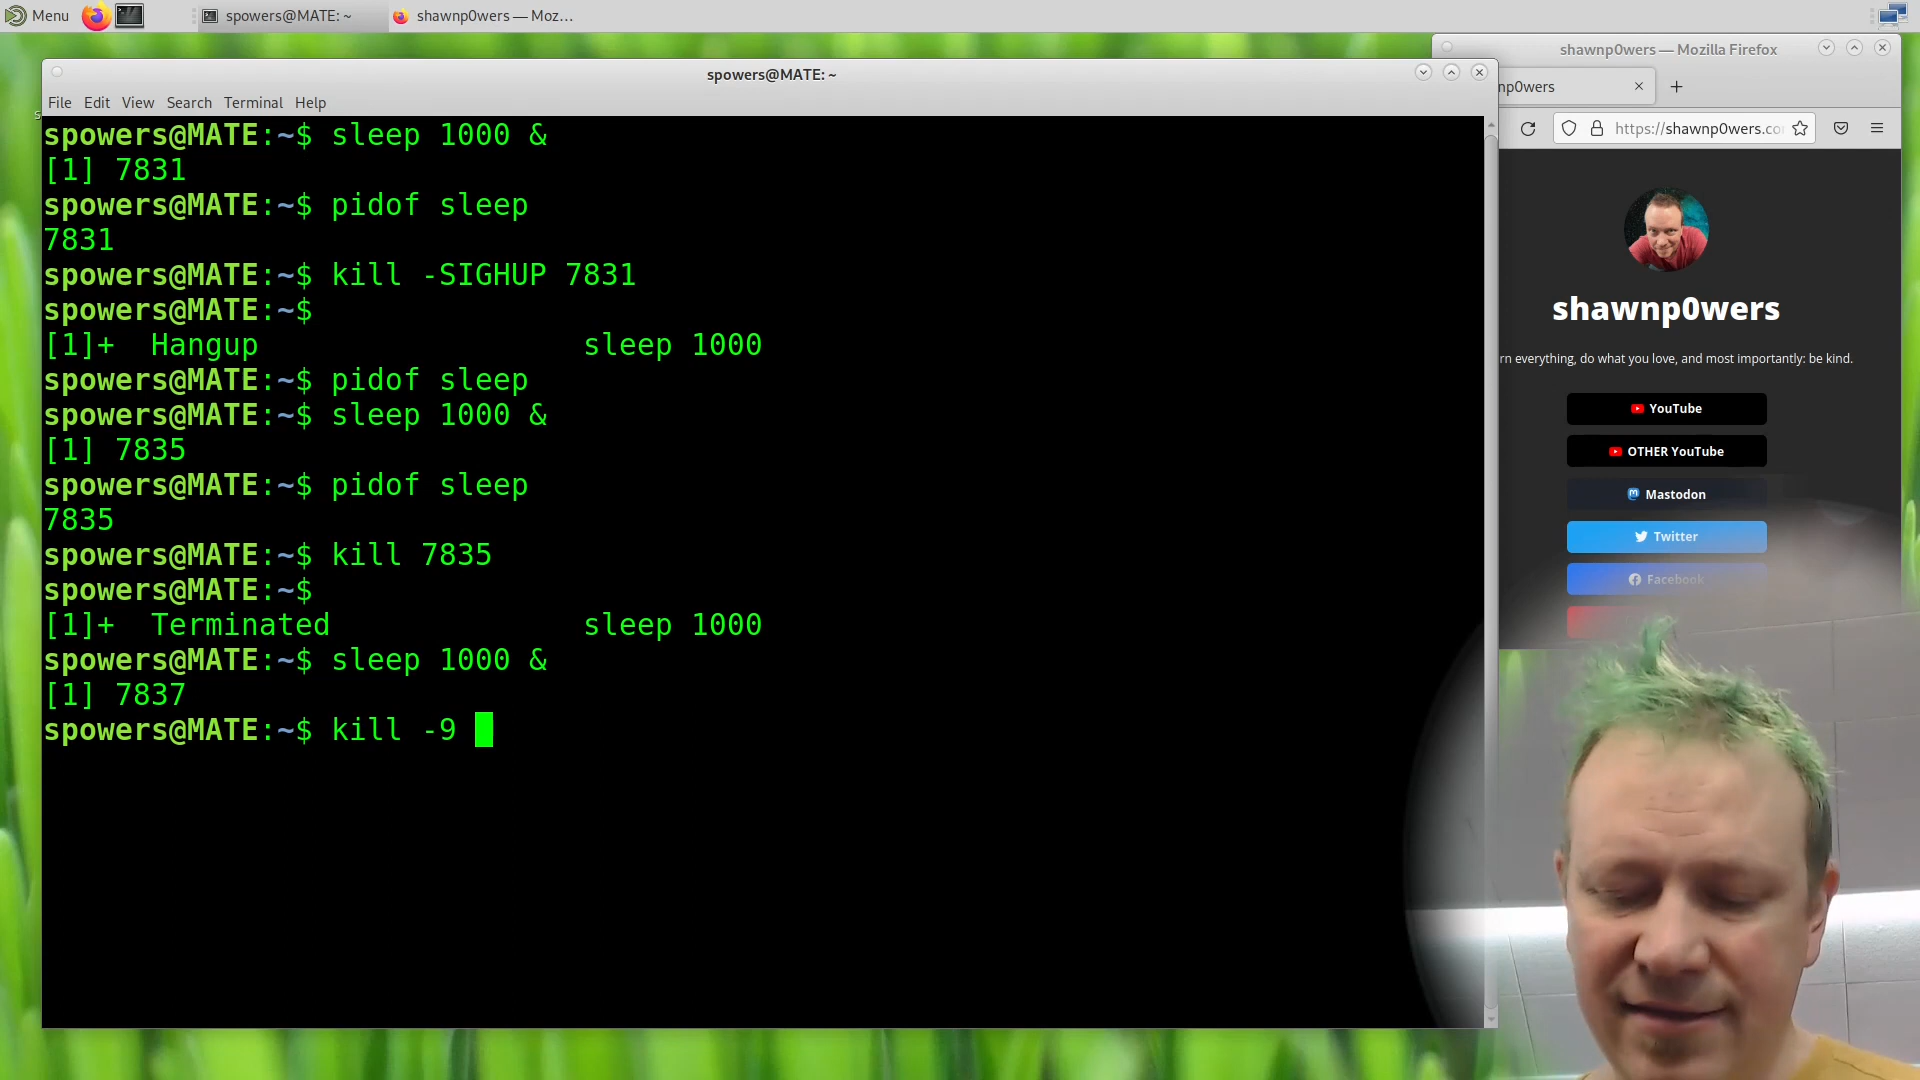 Menu
spowers@MATE: ~
shawnp0wers — Moz...
shawnp0wers — Mozilla Firefox
spowers@MATE: ~
np0wers
File Edit View Search Terminal Help
https://shawnp0wers.co
spowers@MATE:~$ sleep 1000 &
[1] 7831
spowers@MATE:~$ pidof sleep
7831
spowers@MATE:~$ kill -SIGHUP 7831
spowers@MATE:~$
[1]+  Hangup                  sleep 1000
spowers@MATE:~$ pidof sleep
spowers@MATE:~$ sleep 1000 &
[1] 7835
spowers@MATE:~$ pidof sleep
7835
spowers@MATE:~$ kill 7835
spowers@MATE:~$
[1]+  Terminated              sleep 1000
spowers@MATE:~$ sleep 1000 &
[1] 7837
spowers@MATE:~$ kill -9
shawnp0wers
rn everything, do what you love, and most importantly: be kind.
YouTube
OTHER YouTube
Mastodon
Twitter
Facebook